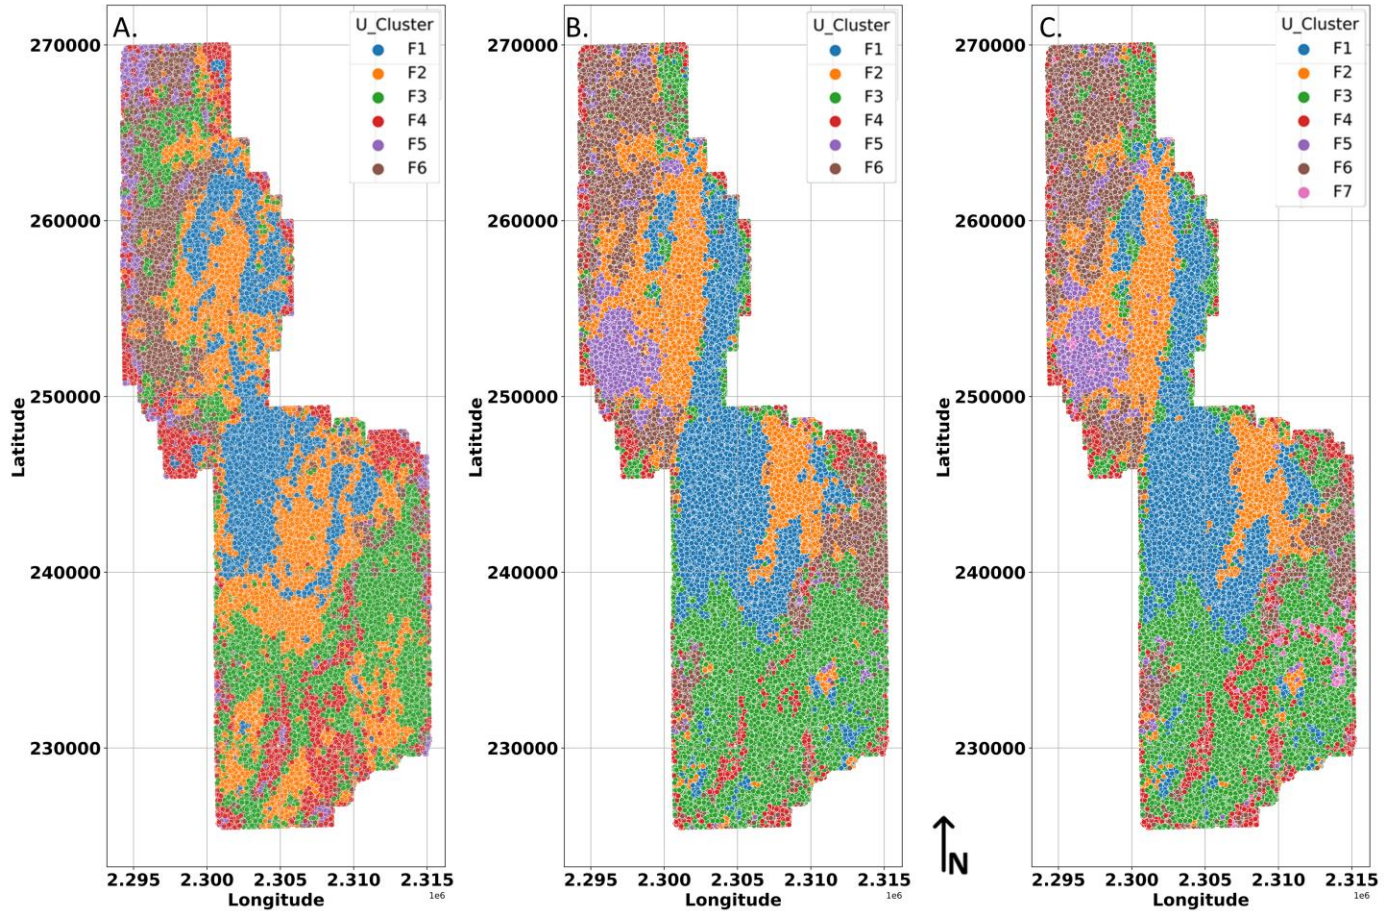 A.
U_Cluster
F1
F2
F3
F4
F5
F6
270000
260000
250000
240000
230000
Latitude
2.295 2.300 2.305 2.310 2.315
1e6
Longitude
B.
U_Cluster
F1
F2
F3
F4
F5
F6
270000
260000
250000
240000
230000
Latitude
2.295 2.300 2.305 2.310 2.315
1e6
Longitude
N
C.
U_Cluster
F1
F2
F3
F4
F5
F6
F7
270000
260000
250000
240000
230000
Latitude
2.295 2.300 2.305 2.310 2.315
1e6
Longitude